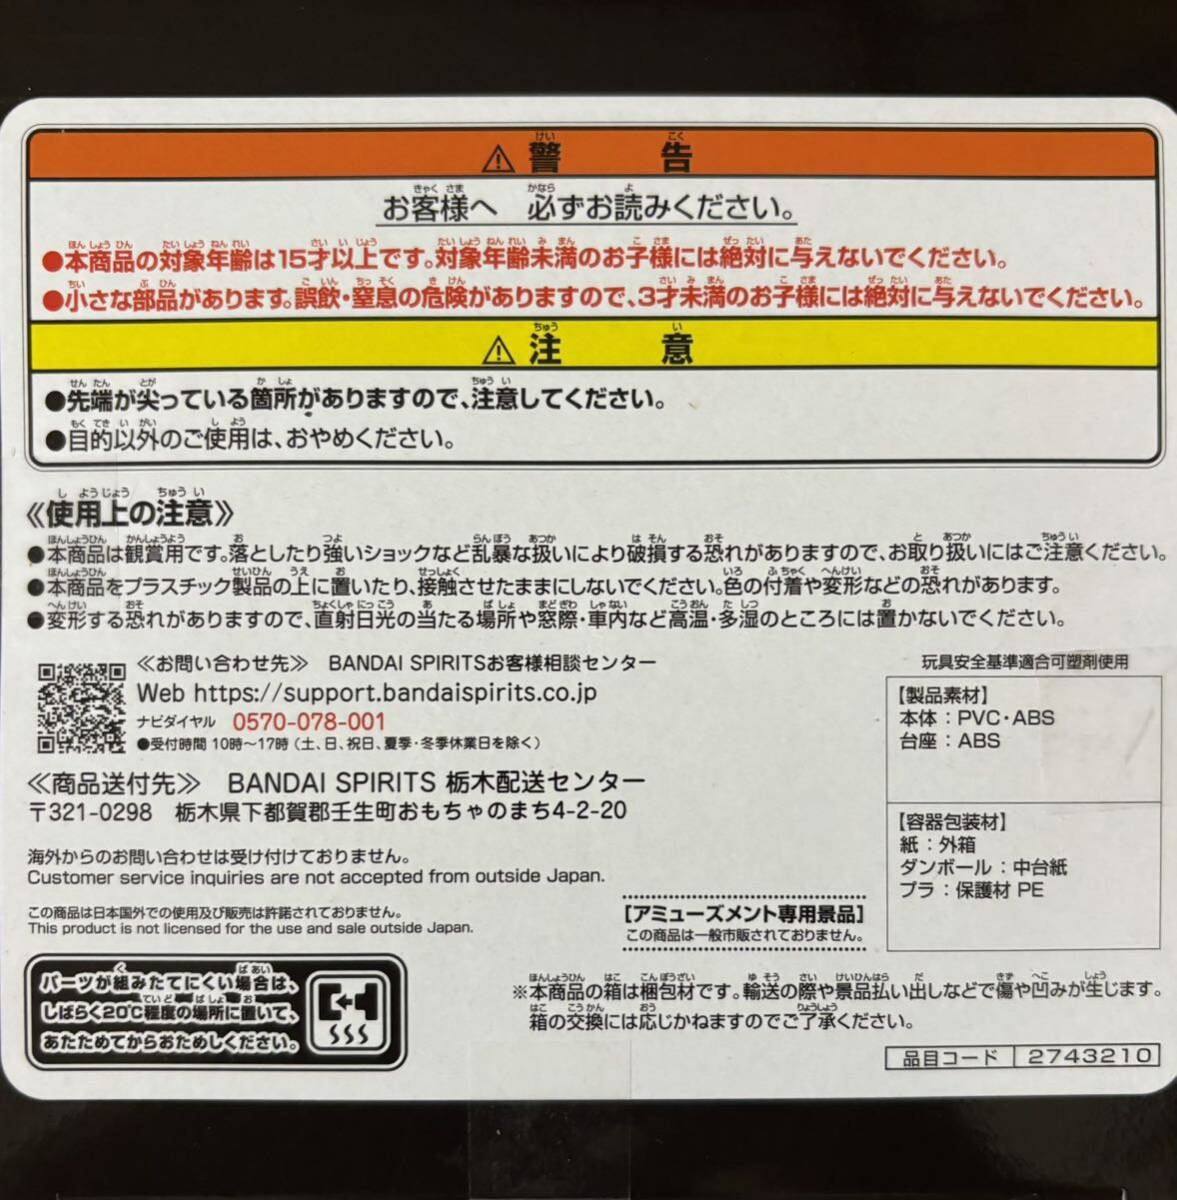 ⚠警告
お客様へ 必ずお読みください。
●本商品の対象年齢は15才以上です。対象年齢未満のお子様には絶対に与えないでください。
●小さな部品があります。誤飲・窒息の危険がありますので、3才未満のお子様には絶対に与えないでください。
⚠注意
●先端が尖っている箇所がありますので、注意してください。
●目的以外のご使用は、おやめください。
≪使用上の注意≫
●本商品は観賞用です。落としたり強いショックなど乱暴な扱いにより破損する恐れがありますので、お取り扱いにはご注意ください。
●本商品をプラスチック製品の上に置いたり、接触させたままにしないでください。色の付着や変形などの恐れがあります。
●変形する恐れがありますので、直射日光の当たる場所や窓際・車内など高温・多湿のところには置かないでください。
≪お問い合わせ先≫ BANDAI SPIRITSお客様相談センター
Web https://support.bandaispirits.co.jp
ナビダイヤル 0570-078-001
●受付時間 10時〜17時（土、日、祝日、夏季・冬季休業日を除く）
≪商品送付先≫ BANDAI SPIRITS 栃木配送センター
〒321-0298 栃木県下都賀郡壬生町おもちゃのまち4-2-20
海外からのお問い合わせは受け付けておりません。
Customer service inquiries are not accepted from outside Japan.
この商品は日本国外での使用及び販売は許諾されておりません。
This product is not licensed for the use and sale outside Japan.
玩具安全基準適合可塑剤使用
【製品素材】
本体：PVC・ABS
台座：ABS
【容器包装材】
紙：外箱
ダンボール：中台紙
プラ：保護材 PE
【アミューズメント専用景品】
この商品は一般市販されておりません。
パーツが組みたてにくい場合は、
しばらく20℃程度の場所に置いて、
あたためてからおためしください。
※本商品の箱は梱包材です。輸送の際や景品払い出しなどで傷や凹みが生じます。
箱の交換には応じかねますのでご了承ください。
品目コード 2743210